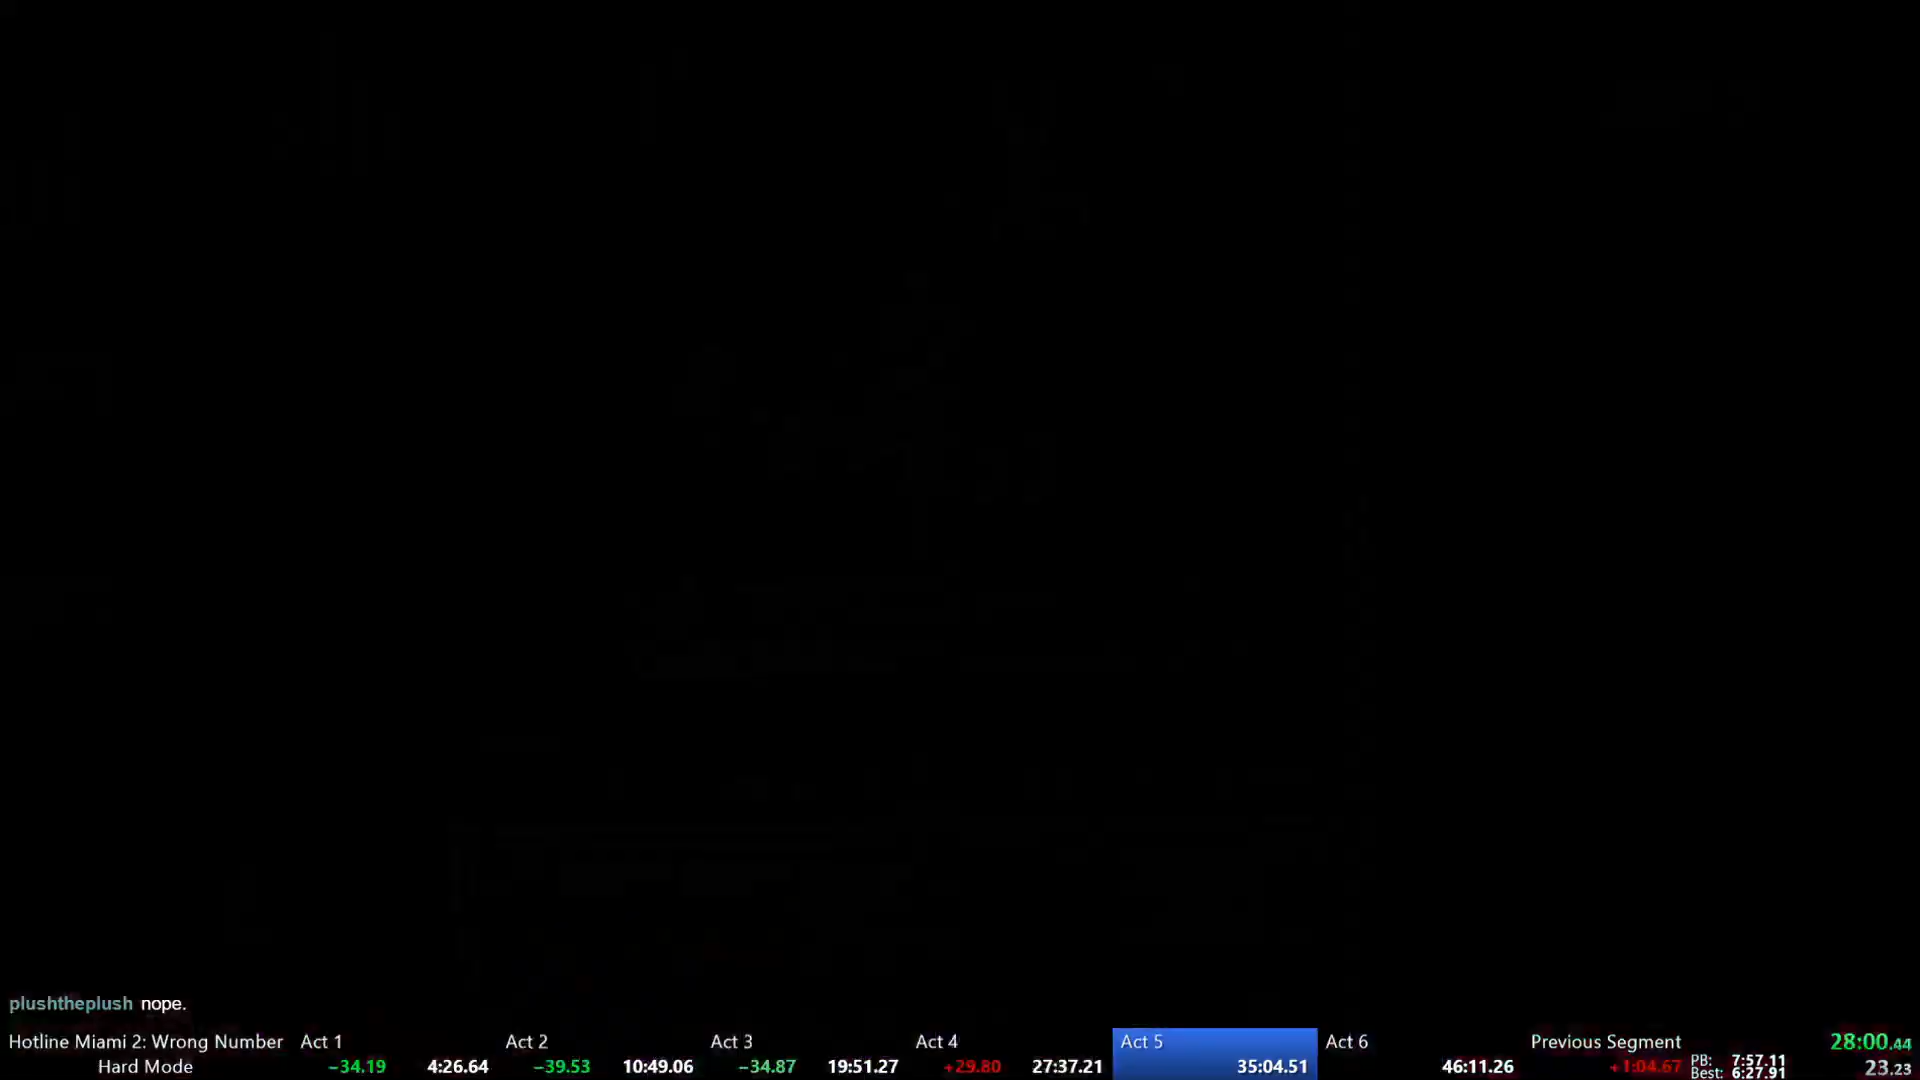 plushtheplush nope.
Hotline Miami 2: Wrong Number Act 1 Act 2 Act 3 Act 4 Act 5 Act 6 Previous Segment 28:00.44
Hard Mode −34.19 4:26.64 −39.53 10:49.06 −34.87 19:51.27 +29.80 27:37.21 35:04.51 46:11.26 +1:04.67 PB: 7:57.11 23.23
Best: 6:27.91